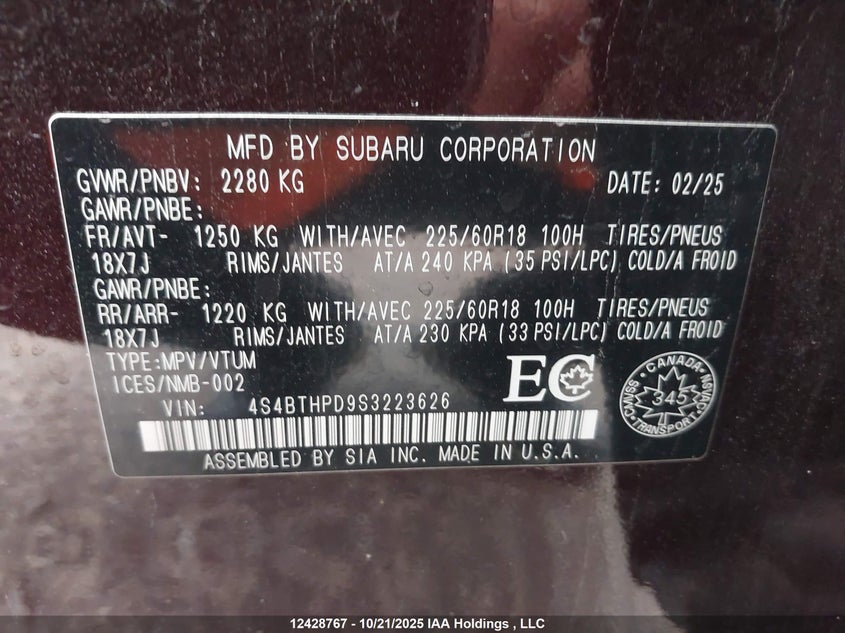 MFD BY SUBARU CORPORATION
GVWR/PNBV: 2280 KG DATE: 02/25
GAWR/PNBE:
FR/AVT- 1250 KG WITH/AVEC 225/60R18 100H TIRES/PNEUS
18X7J RIMS/JANTES AT/A 240 KPA (35 PSI/LPC) COLD/A FROID
GAWR/PNBE:
RR/ARR- 1220 KG WITH/AVEC 225/60R18 100H TIRES/PNEUS
18X7J RIMS/JANTES AT/A 230 KPA (33 PSI/LPC) COLD/A FROID
TYPE:MPV/VTUM
ICES/NMB-002
EC
CANADA
CMVSS 345 NSVAC
TRANSPORT
VIN: 4S4BTHPD9S3223626
ASSEMBLED BY SIA INC. MADE IN U.S.A.
12428767 - 10/21/2025 IAA Holdings , LLC